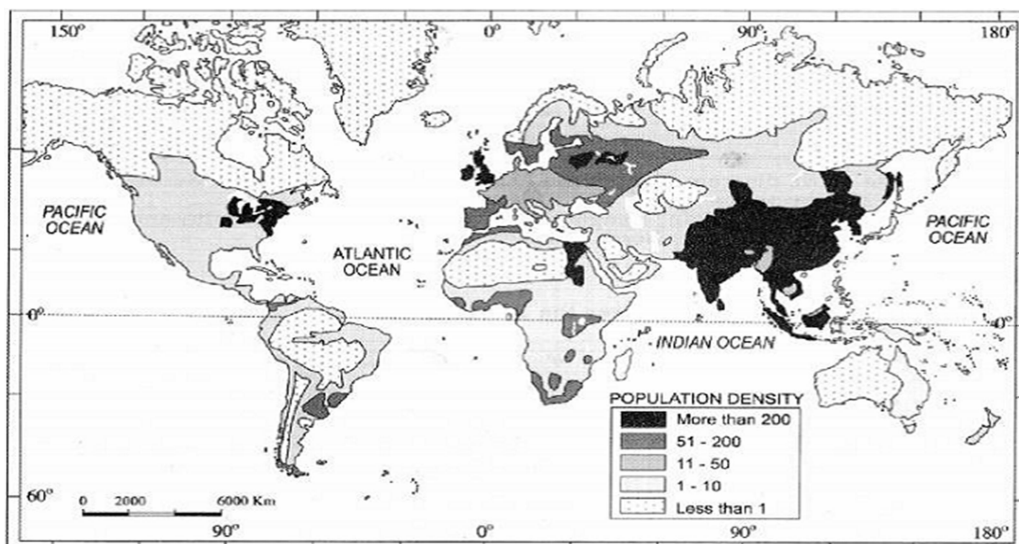 150° 0° 90° 180°
PACIFIC
OCEAN
ATLANTIC
OCEAN
PACIFIC
OCEAN
0°
0°
INDIAN OCEAN
POPULATION DENSITY
More than 200
51 - 200
11 - 50
1 - 10
Less than 1
60°
0 2000 6000 Km
90° 0° 90° 180°